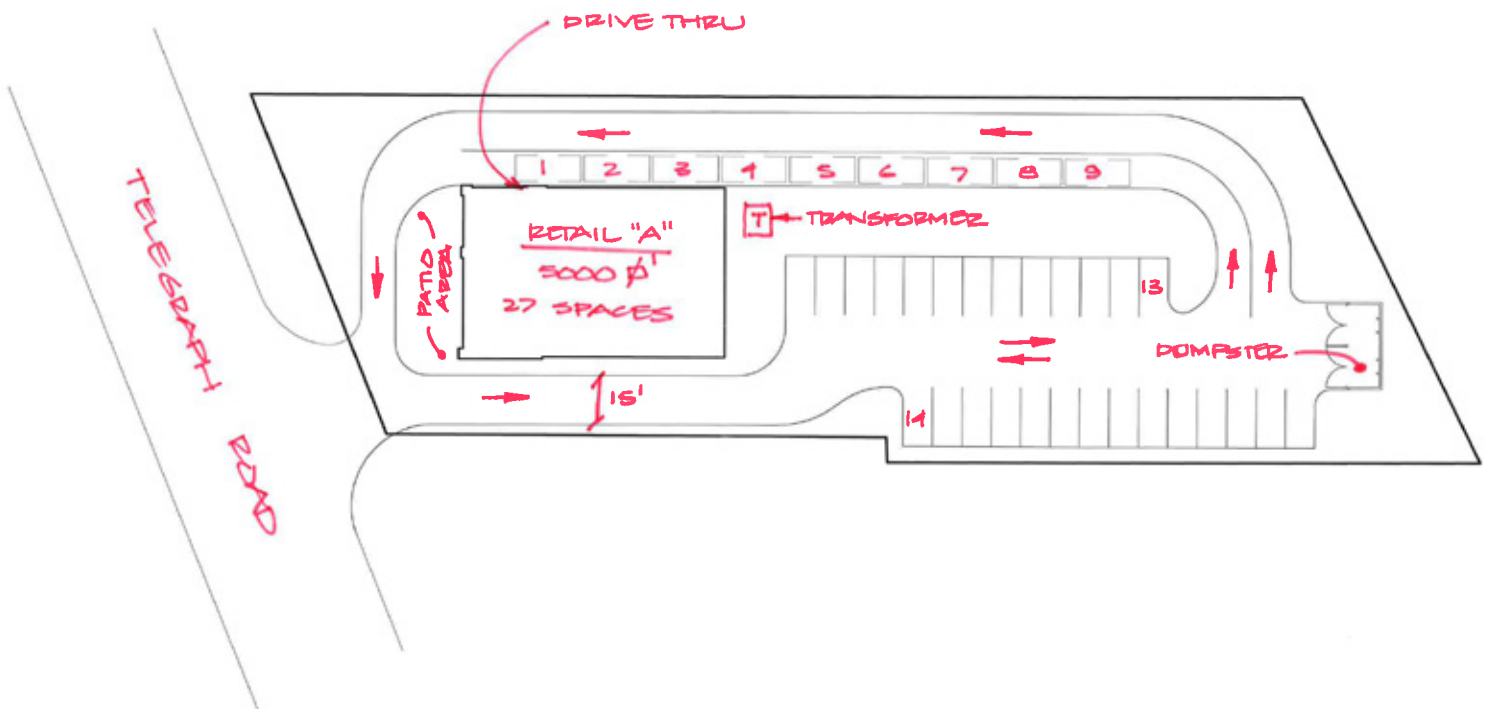 DRIVE THRU
1 2 3 4 5 6 7 8 9
T
TRANSFORMER
RETAIL "A"
5000 ⌀'
27 SPACES
PATIO
AREA
13
TELEGRAPH ROAD
15'
14
DUMPSTER